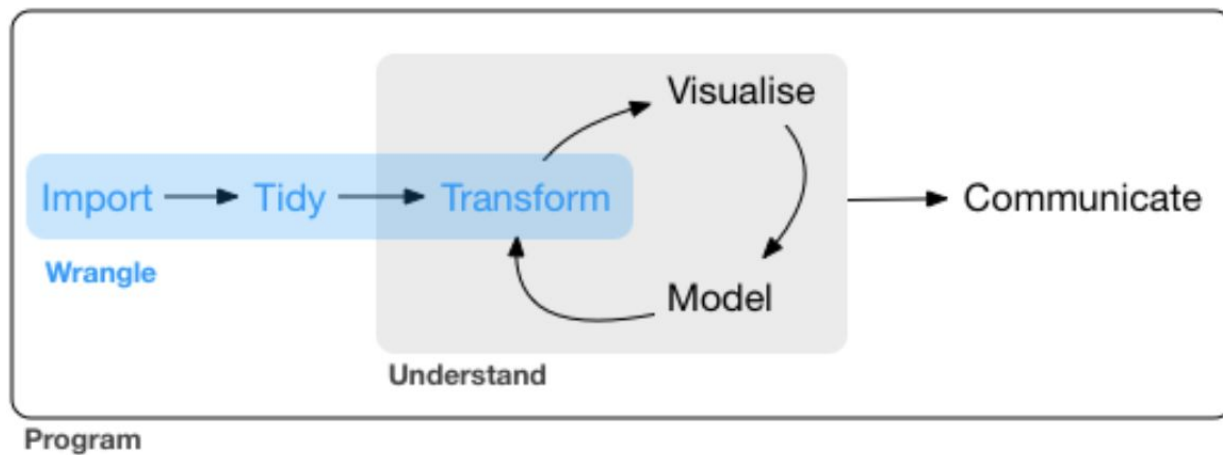 Visualise
Import Tidy Transform Communicate
Wrangle
Model
Understand
Program